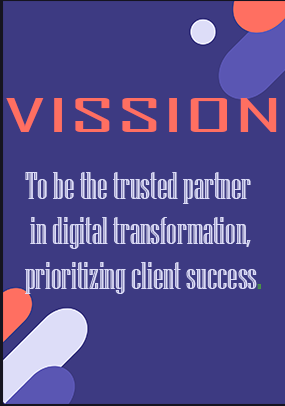 VISSION
To be the trusted partner
in digital transformation,
prioritizing client success.